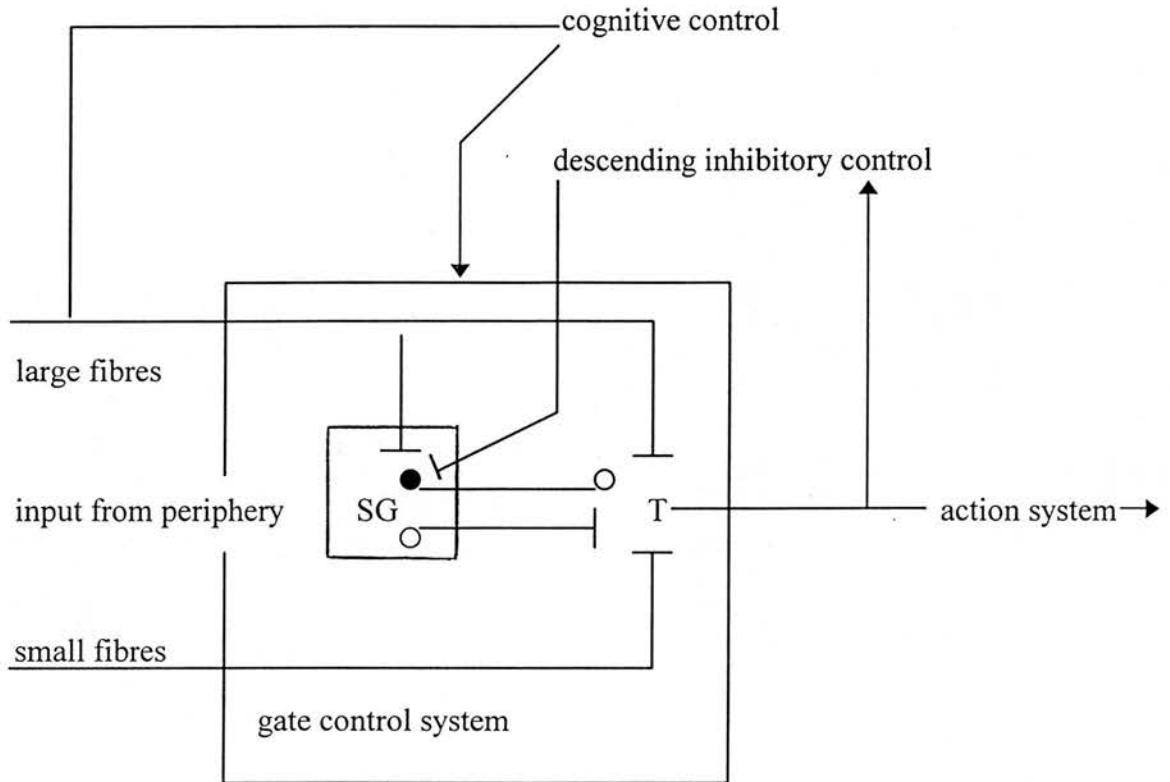 cognitive control
descending inhibitory control
large fibres
input from periphery
SG
T
action system
small fibres
gate control system